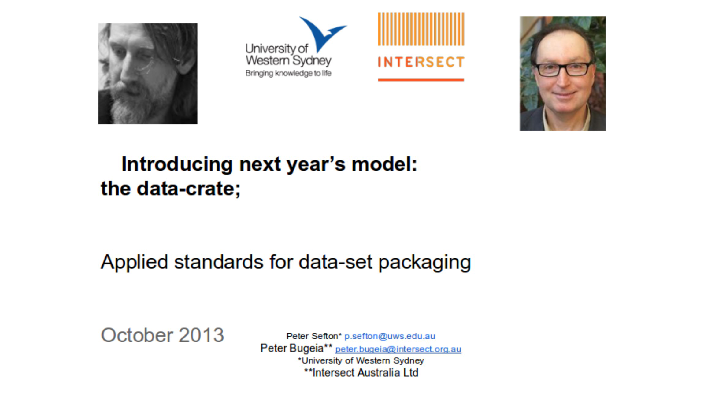 University of
Western Sydney
Bringing knowledge to life
INTERSECT
Introducing next year's model:
the data-crate;
Applied standards for data-set packaging
October 2013
Peter Sefton* p.sefton@uws.edu.au
Peter Bugeia** peter.bugeia@intersect.org.au
*University of Western Sydney
**Intersect Australia Ltd